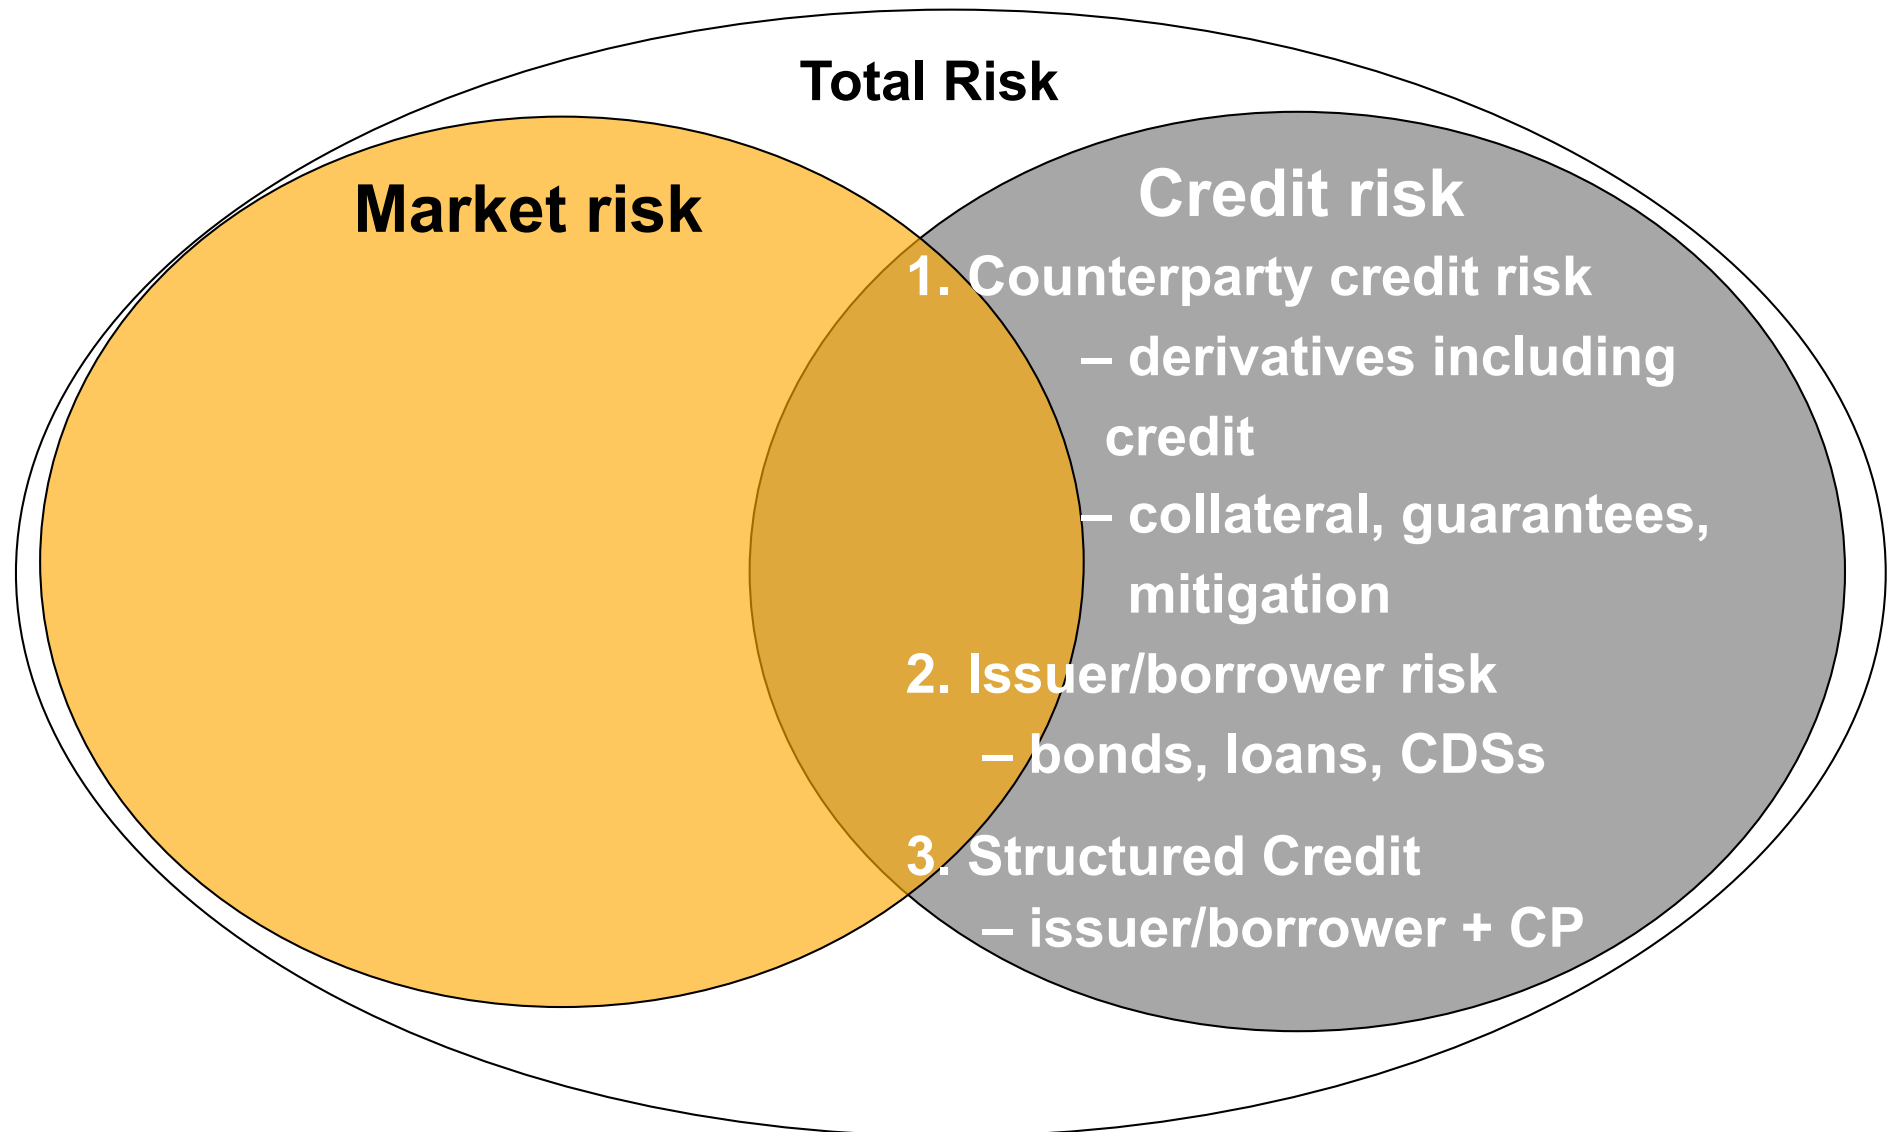 Total Risk
Market risk
Credit risk
1. Counterparty credit risk
– derivatives including
credit
– collateral, guarantees,
mitigation
2. Issuer/borrower risk
– bonds, loans, CDSs
3. Structured Credit
– issuer/borrower + CP